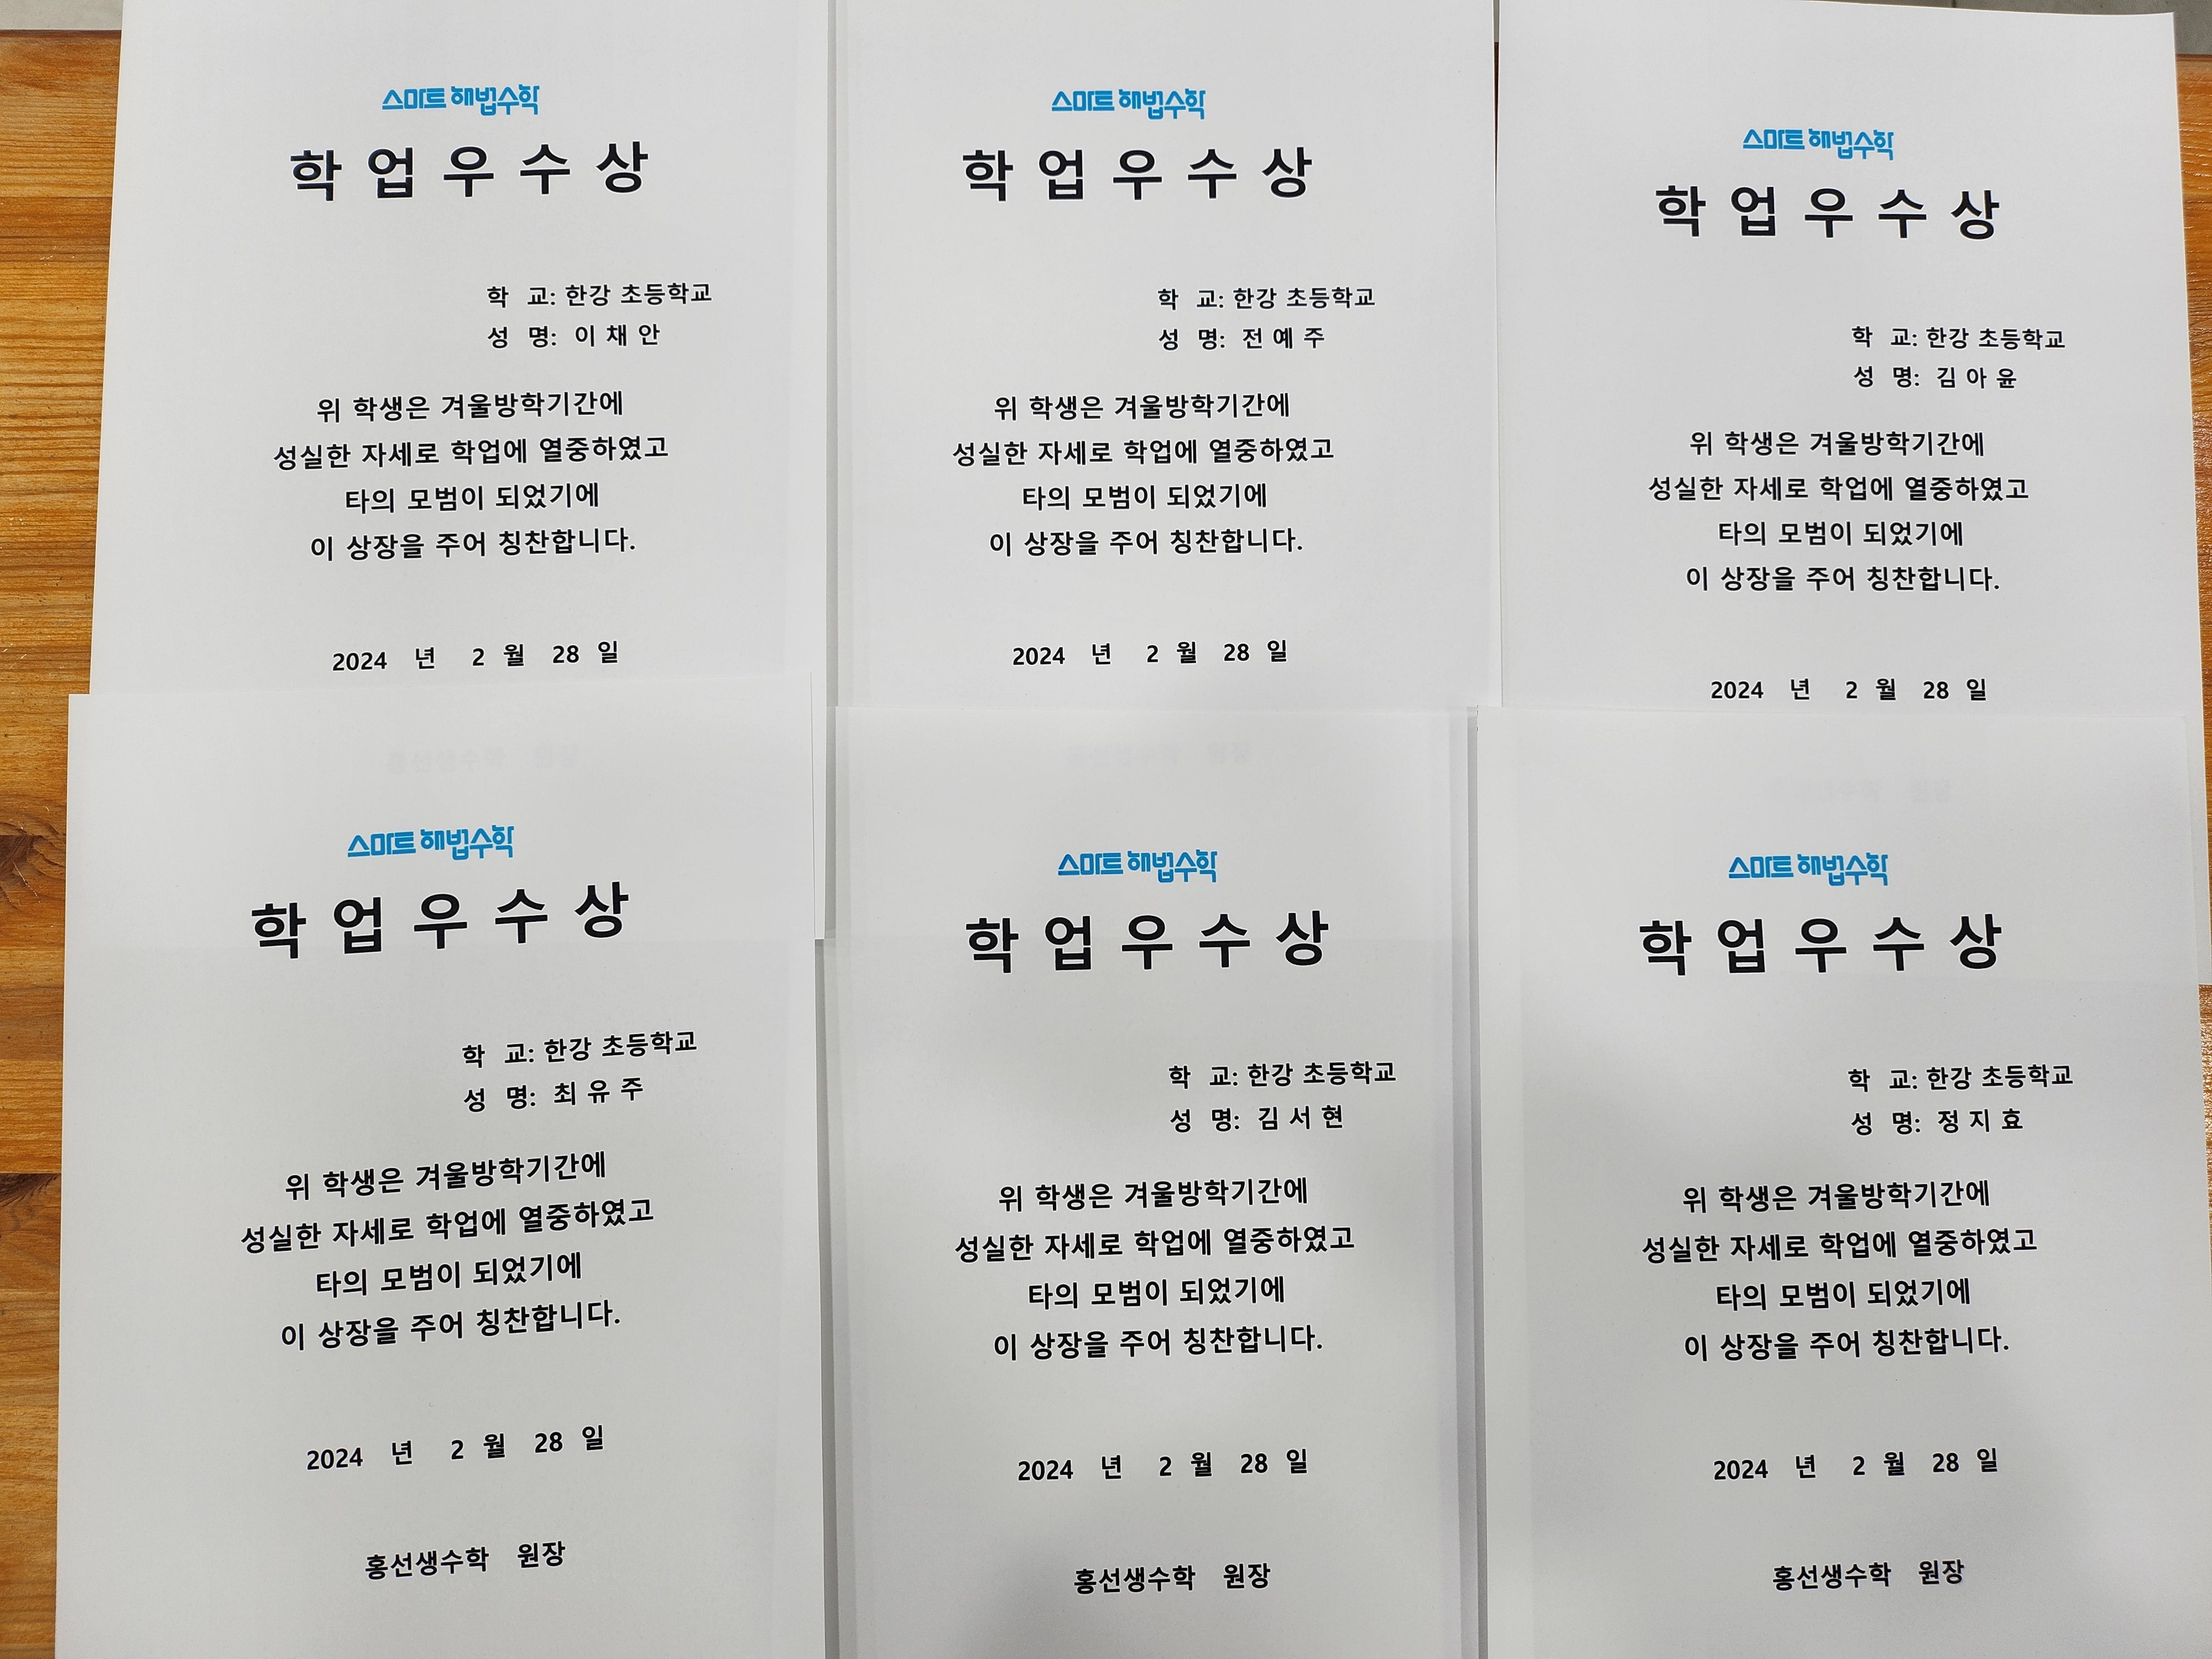 스마트 해법수학
학 업 우 수 상
학 교: 한강 초등학교
성 명: 이 채 안
위 학생은 겨울방학기간에
성실한 자세로 학업에 열중하였고
타의 모범이 되었기에
이 상장을 주어 칭찬합니다.
2024 년 2 월 28 일
스마트 해법수학
학 업 우 수 상
학 교: 한강 초등학교
성 명: 전 예 주
위 학생은 겨울방학기간에
성실한 자세로 학업에 열중하였고
타의 모범이 되었기에
이 상장을 주어 칭찬합니다.
2024 년 2 월 28 일
스마트 해법수학
학 업 우 수 상
학 교: 한강 초등학교
성 명: 김 아 윤
위 학생은 겨울방학기간에
성실한 자세로 학업에 열중하였고
타의 모범이 되었기에
이 상장을 주어 칭찬합니다.
2024 년 2 월 28 일
홍선생수학 원장
스마트 해법수학
학 업 우 수 상
학 교: 한강 초등학교
성 명: 최 유 주
위 학생은 겨울방학기간에
성실한 자세로 학업에 열중하였고
타의 모범이 되었기에
이 상장을 주어 칭찬합니다.
2024 년 2 월 28 일
홍선생수학 원장
홍선생수학 원장
스마트 해법수학
학 업 우 수 상
학 교: 한강 초등학교
성 명: 김 서 현
위 학생은 겨울방학기간에
성실한 자세로 학업에 열중하였고
타의 모범이 되었기에
이 상장을 주어 칭찬합니다.
2024 년 2 월 28 일
홍선생수학 원장
스마트 해법수학
학 업 우 수 상
학 교: 한강 초등학교
성 명: 정 지 효
위 학생은 겨울방학기간에
성실한 자세로 학업에 열중하였고
타의 모범이 되었기에
이 상장을 주어 칭찬합니다.
2024 년 2 월 28 일
홍선생수학 원장